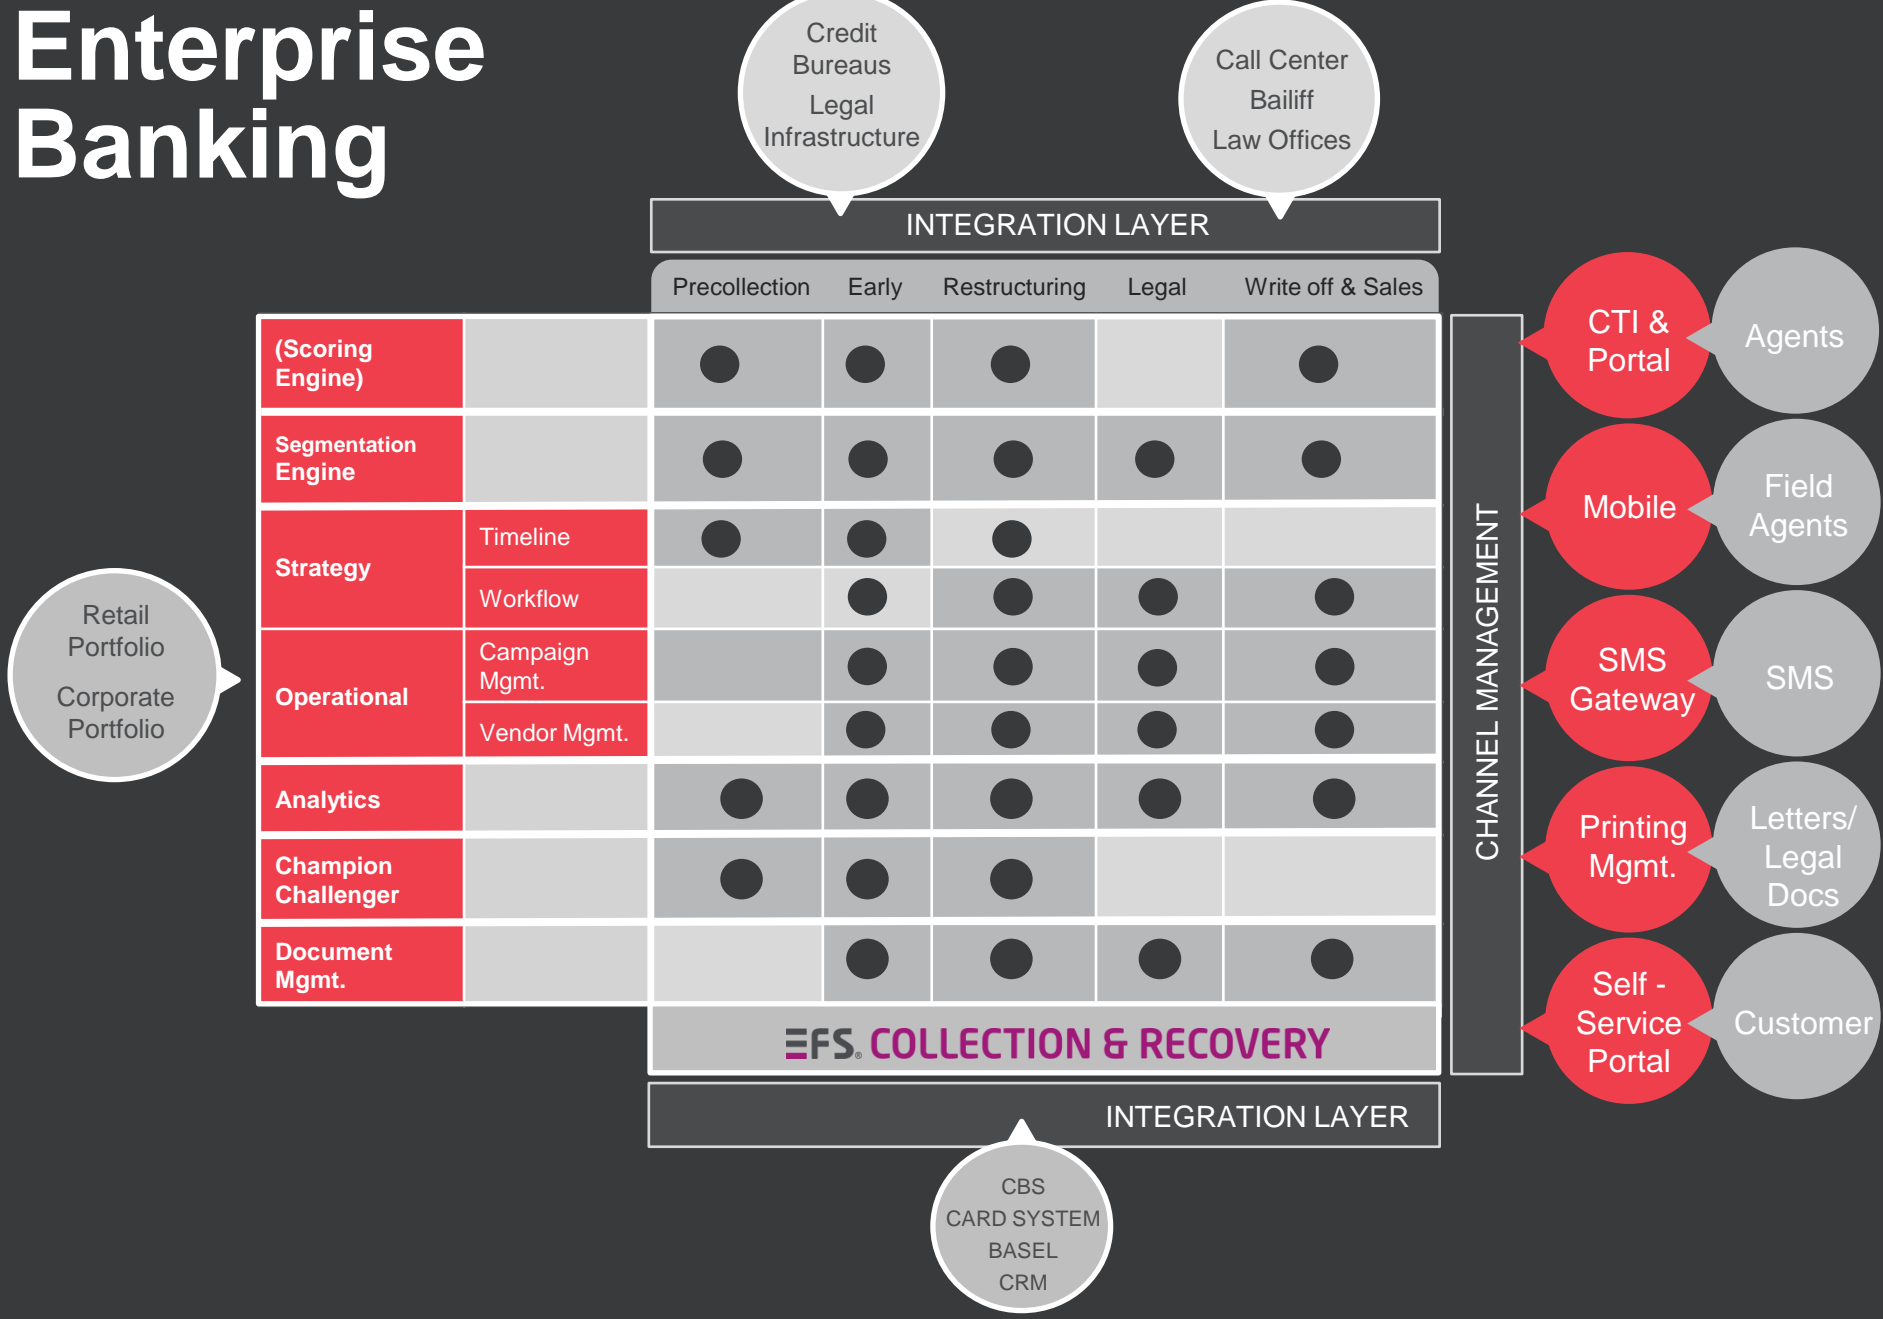 Enterprise
Banking
Credit
Bureaus
Legal
Infrastructure
Call Center
Bailiff
Law Offices
INTEGRATION LAYER
Precollection Early Restructuring Legal Write off & Sales
(Scoring
Engine)
Segmentation
Engine
Strategy
Timeline
Workflow
Operational
Campaign
Mgmt.
Vendor Mgmt.
Analytics
Champion
Challenger
Document
Mgmt.
Retail
Portfolio
Corporate
Portfolio
EFS® COLLECTION & RECOVERY
INTEGRATION LAYER
CBS
CARD SYSTEM
BASEL
CRM
CHANNEL MANAGEMENT
CTI &
Portal
Agents
Mobile
Field
Agents
SMS
Gateway
SMS
Printing
Mgmt.
Letters/
Legal
Docs
Self -
Service
Portal
Customer